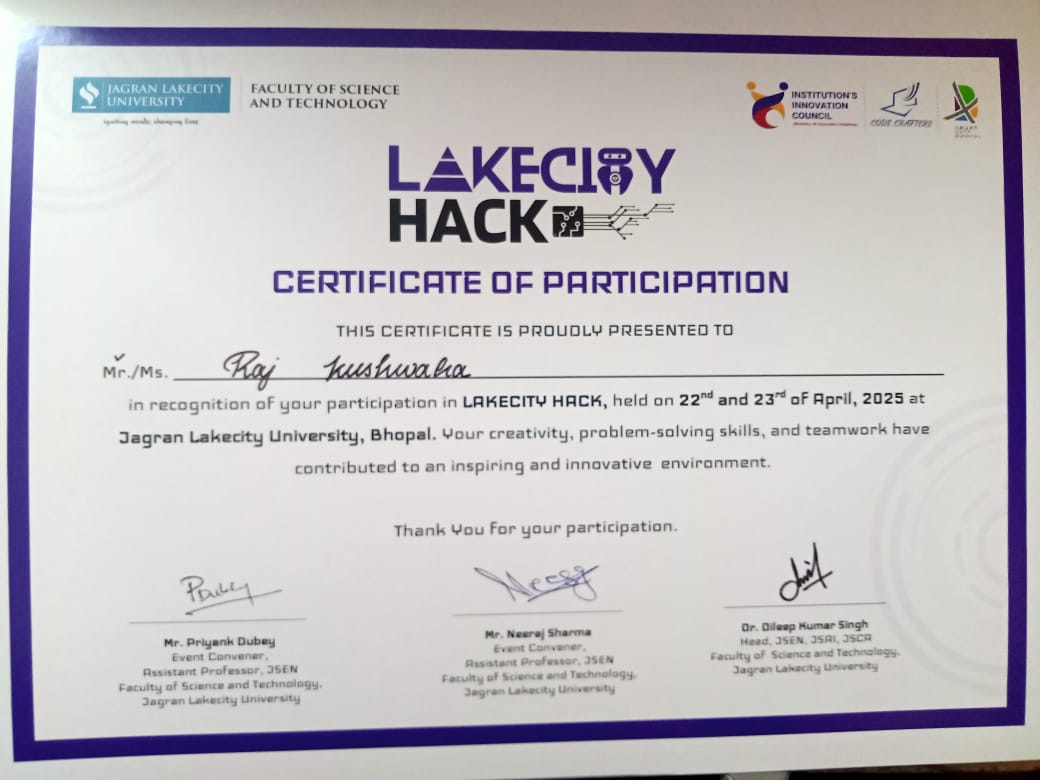 JAGRAN LAKECITY
UNIVERSITY
igniting minds; changing lives
FACULTY OF SCIENCE
AND TECHNOLOGY
INSTITUTION'S
INNOVATION
COUNCIL
CODE CRAFTERS
SMART
LAKECITY
HACK
CERTIFICATE OF PARTICIPATION
THIS CERTIFICATE IS PROUDLY PRESENTED TO
Mr./Ms. Raj Kushwaha
in recognition of your participation in LAKECITY HACK, held on 22nd and 23rd of April, 2025 at
Jagran Lakecity University, Bhopal. Your creativity, problem-solving skills, and teamwork have
contributed to an inspiring and innovative environment.
Thank You for your participation.
PDubey
Mr. Priyank Dubey
Event Convener,
Assistant Professor, JSEN
Faculty of Science and Technology,
Jagran Lakecity University
Mr. Neeraj Sharma
Event Convener,
Assistant Professor, JSEN
Faculty of Science and Technology,
Jagran Lakecity University
Dr. Dileep Kumar Singh
Head, JSEN, JSAI, JSCA
Faculty of Science and Technology,
Jagran Lakecity University